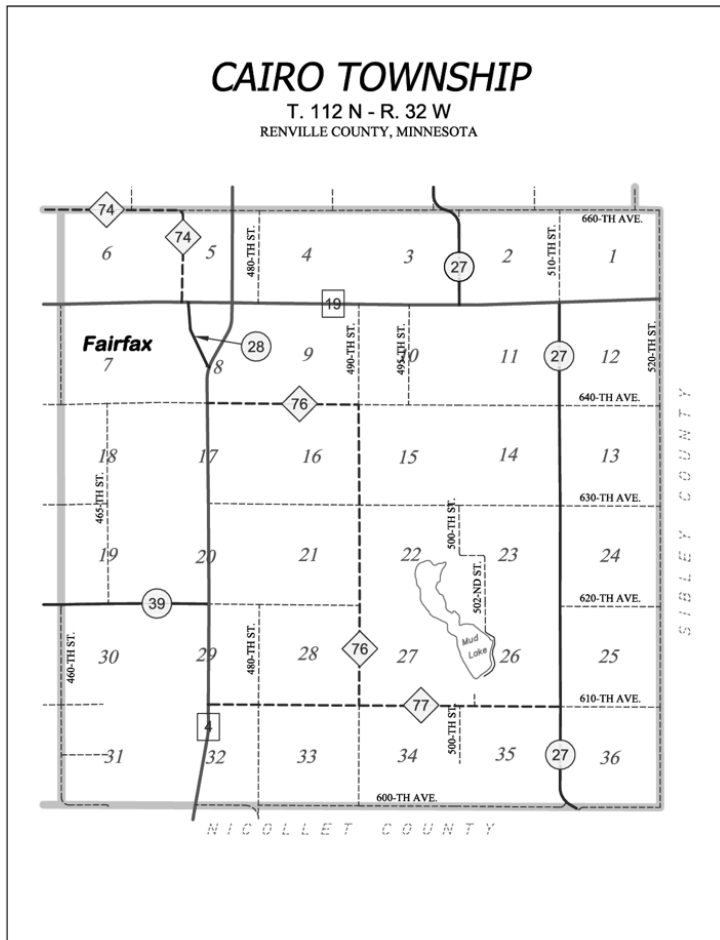 CAIRO TOWNSHIP
T. 112 N - R. 32 W
RENVILLE COUNTY, MINNESOTA
74
660-TH AVE.
74
6
5
480-TH ST.
4
3
27
2
510-TH ST.
1
19
Fairfax
7
28
8
9
490-TH ST.
495-TH ST.
10
11
27
12
520-TH ST.
640-TH AVE.
76
18
17
16
15
14
13
465-TH ST.
630-TH AVE.
500-TH ST.
19
20
21
22
23
24
502-ND ST.
SIBLEY COUNTY
39
620-TH AVE.
460-TH ST.
30
29
480-TH ST.
28
76
27
Mud
Lake
26
25
77
610-TH AVE.
4
500-TH ST.
31
32
33
34
35
27
36
600-TH AVE.
NICOLLET COUNTY